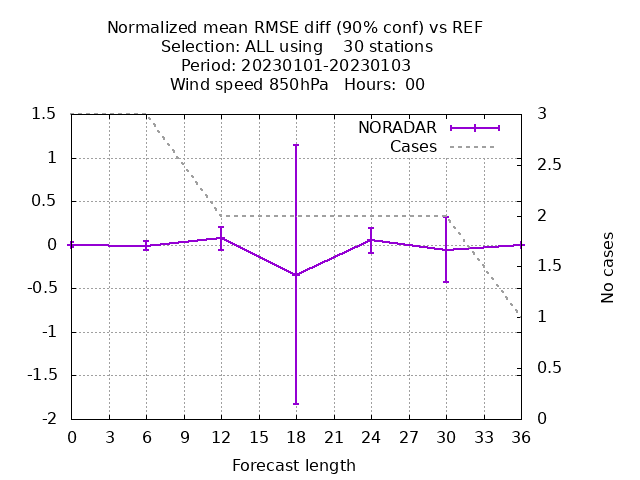 Normalized mean RMSE diff (90% conf) vs REF
Selection: ALL using    30 stations
Period: 20230101-20230103
Wind speed 850hPa   Hours: 00
NORADAR
Cases
1.5
1
0.5
0
-0.5
-1
-1.5
-2
3
2.5
2
1.5
1
0.5
0
No cases
0 3 6 9 12 15 18 21 24 27 30 33 36
Forecast length